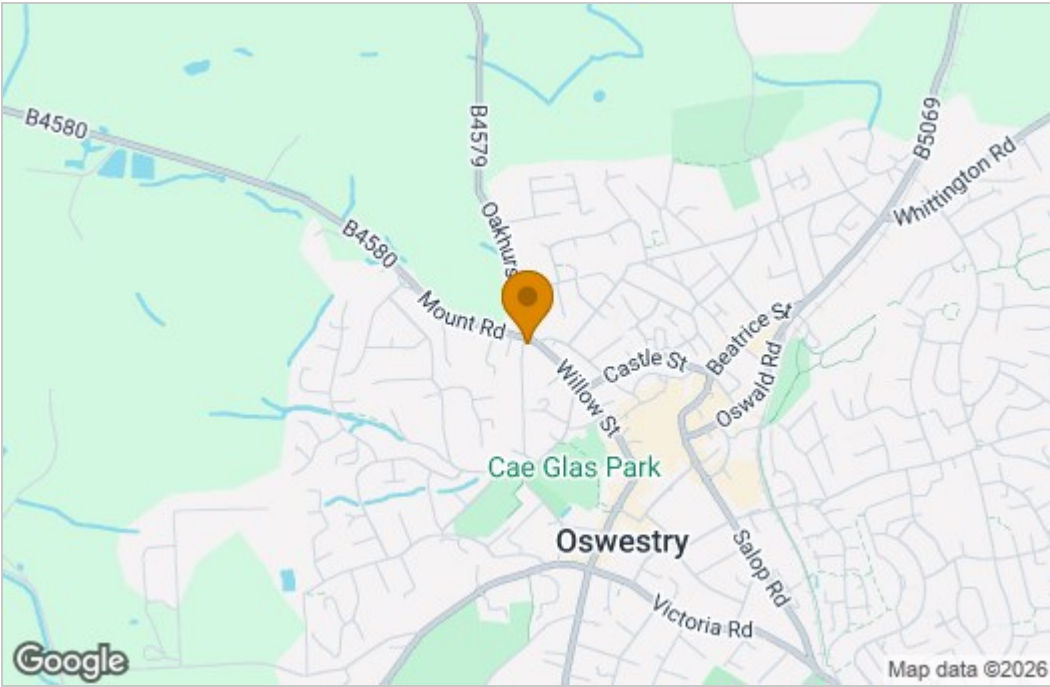 B4580
B4579
B5069
Whittington Rd
Oakhurs
B4580
Mount Rd
Beatrice St
Castle St
Oswald Rd
Willow St
Cae Glas Park
Oswestry
Salop Rd
Victoria Rd
Google
Map data ©2026